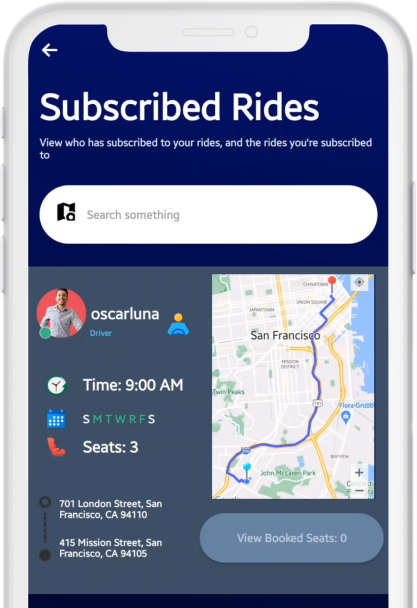 Subscribed Rides
View who has subscribed to your rides, and the rides you're subscribed
to
Search something
oscarluna
Driver
Time: 9:00 AM
S M T W R F S
Seats: 3
701 London Street, San
Francisco, CA 94110
415 Mission Street, San
Francisco, CA 94105
CHINATOWN
UNION SQUARE
JAPANTOWN
San Francisco
MISSION
DISTRICT
Twin Peaks
101
Flora Grubb
BAYVIEW
John McLaren Park
+
−
View Booked Seats: 0